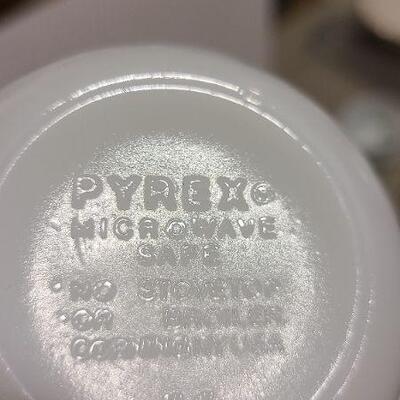 PYREX®
MICROWAVE
SAFE
NO STOVETOP
OR BROILER
CORNING NY USA